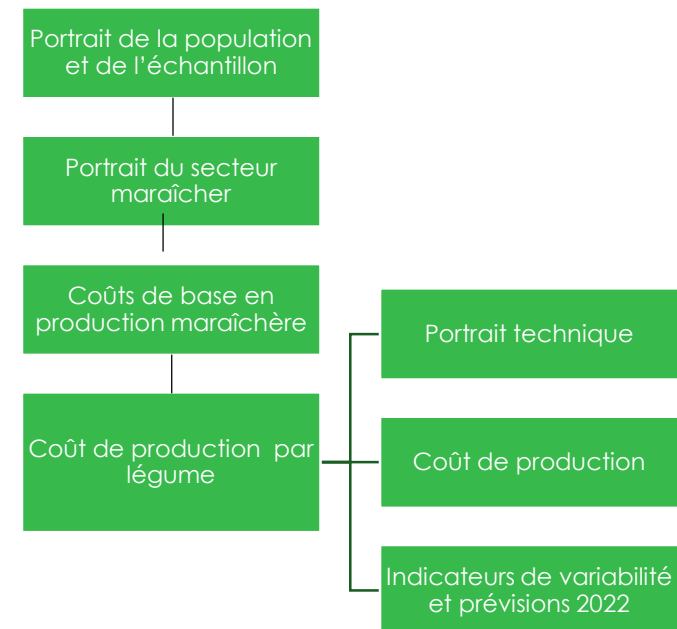 Portrait de la population
et de l'échantillon
Portrait du secteur
maraîcher
Coûts de base en
production maraîchère
Coût de production par
légume
Portrait technique
Coût de production
Indicateurs de variabilité
et prévisions 2022